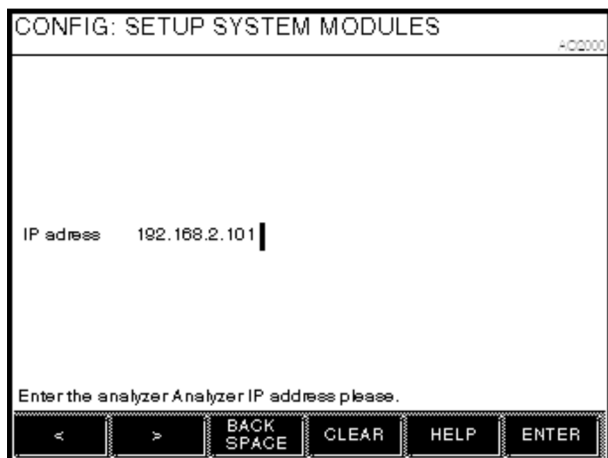 CONFIG: SETUP SYSTEM MODULES
AO2000
IP adress 192.168.2.101
Enter the analyzer Analyzer IP address please.
< > BACK SPACE CLEAR HELP ENTER